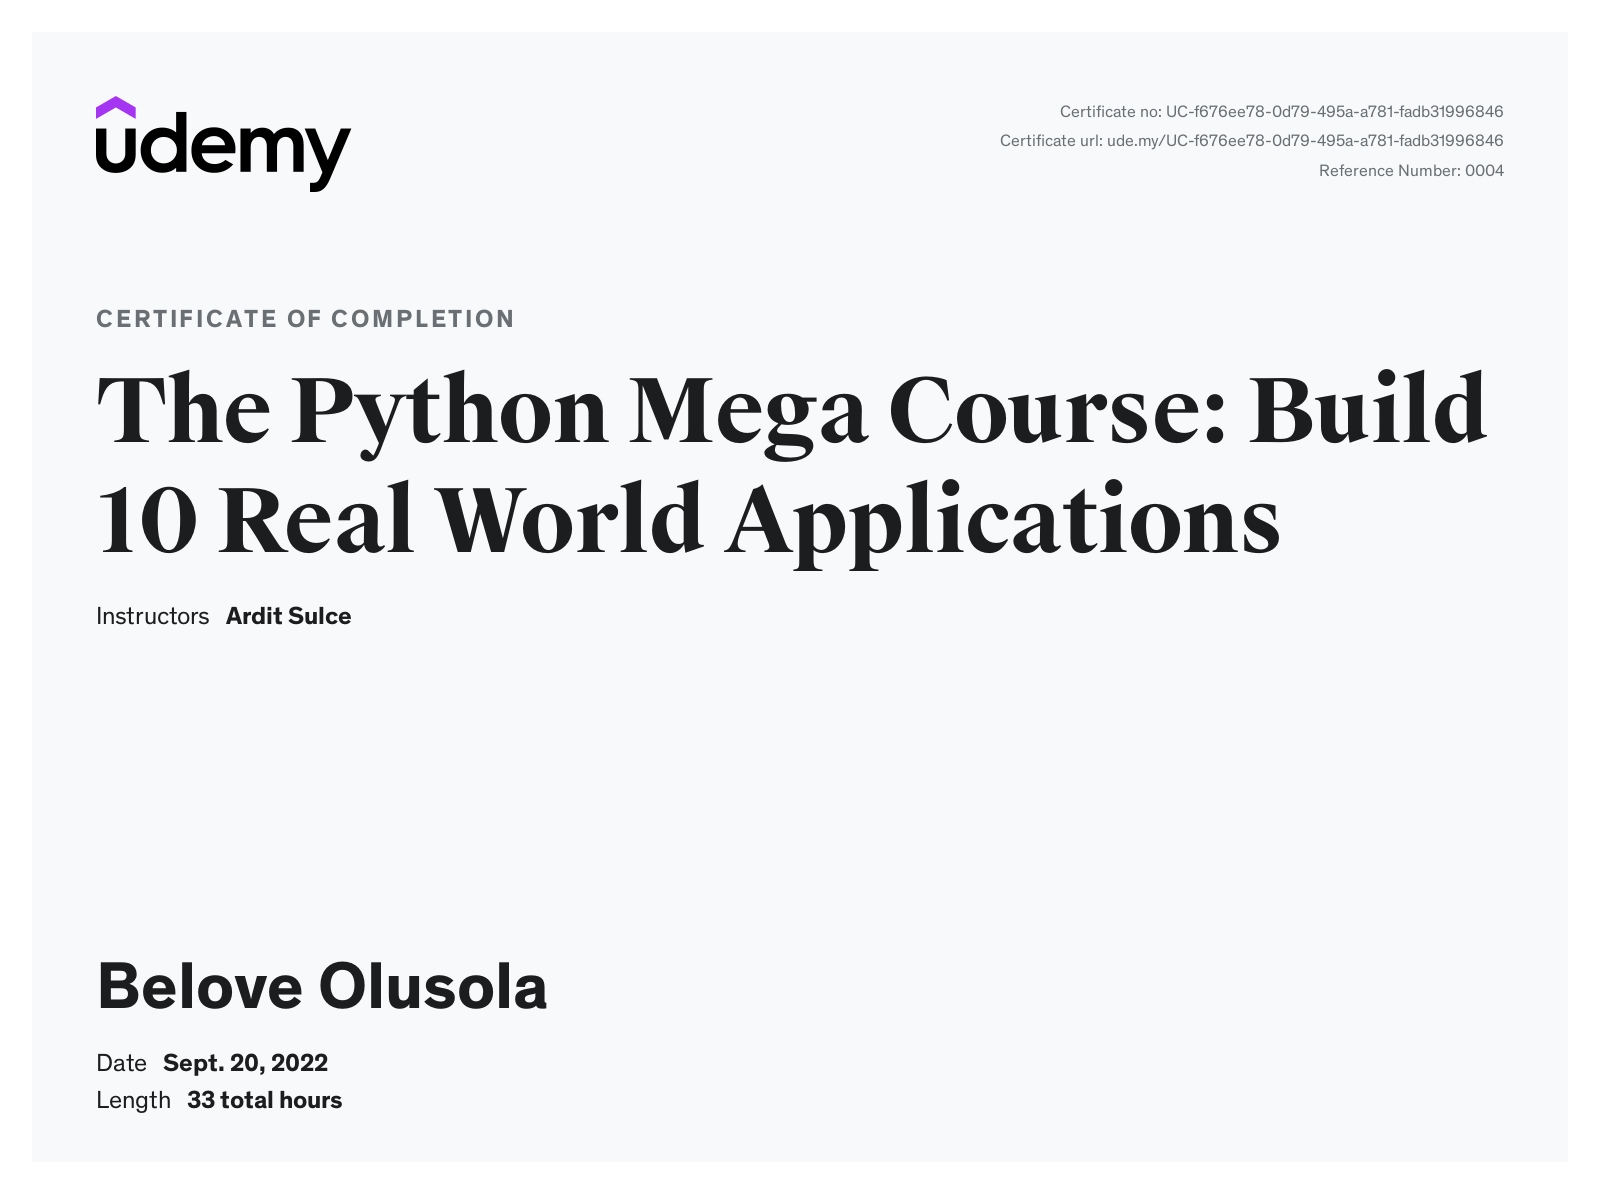 udemy
Certificate no: UC-f676ee78-0d79-495a-a781-fadb31996846
Certificate url: ude.my/UC-f676ee78-0d79-495a-a781-fadb31996846
Reference Number: 0004
CERTIFICATE OF COMPLETION
The Python Mega Course: Build
10 Real World Applications
Instructors Ardit Sulce
Belove Olusola
Date Sept. 20, 2022
Length 33 total hours